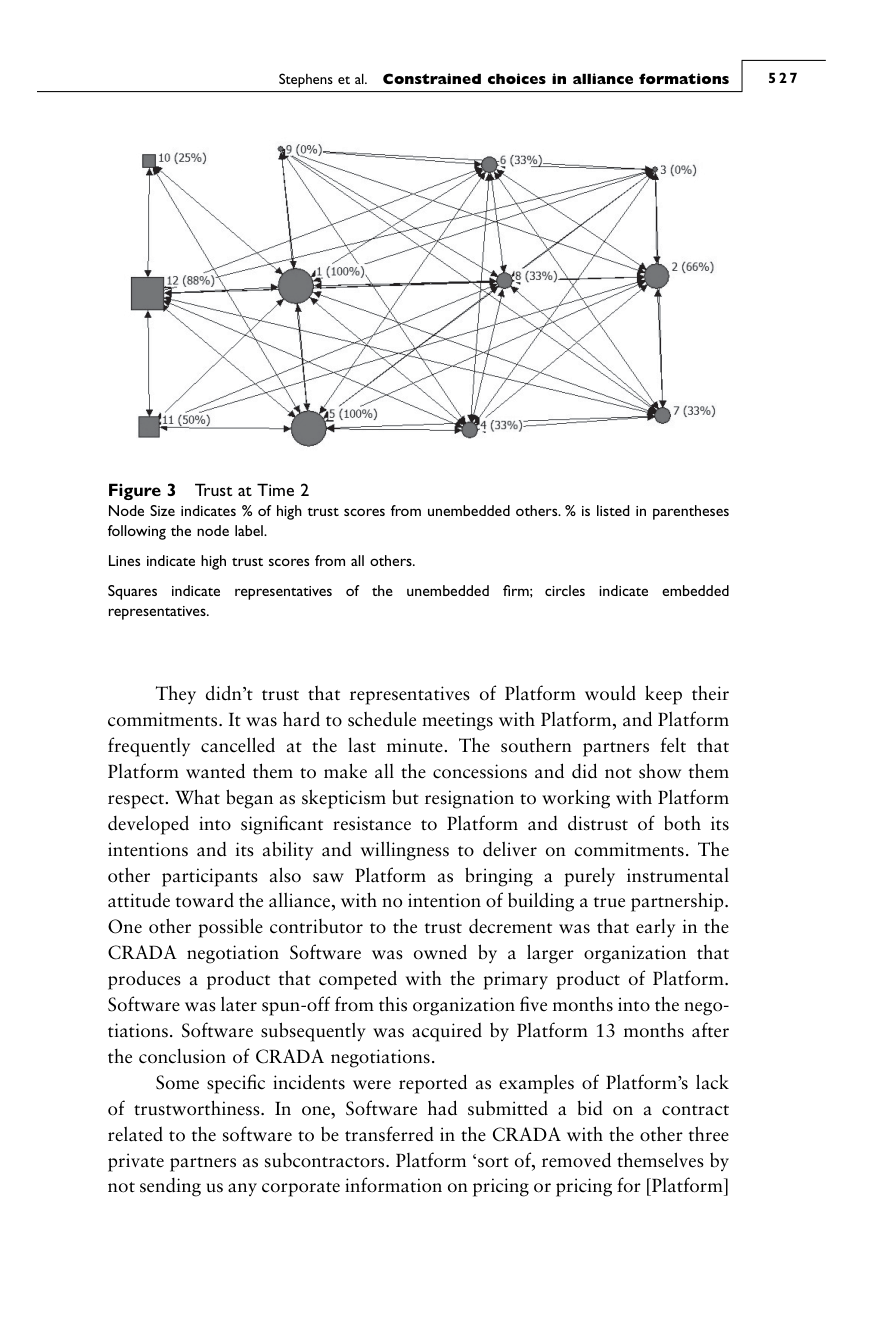 Stephens et al. Constrained choices in alliance formations 527
10 (25%)
9 (0%)
6 (33%)
3 (0%)
12 (88%)
1 (100%)
8 (33%)
2 (66%)
11 (50%)
5 (100%)
4 (33%)
7 (33%)
Figure 3 Trust at Time 2
Node Size indicates % of high trust scores from unembedded others. % is listed in parentheses
following the node label.
Lines indicate high trust scores from all others.
Squares indicate representatives of the unembedded firm; circles indicate embedded
representatives.
They didn’t trust that representatives of Platform would keep their
commitments. It was hard to schedule meetings with Platform, and Platform
frequently cancelled at the last minute. The southern partners felt that
Platform wanted them to make all the concessions and did not show them
respect. What began as skepticism but resignation to working with Platform
developed into significant resistance to Platform and distrust of both its
intentions and its ability and willingness to deliver on commitments. The
other participants also saw Platform as bringing a purely instrumental
attitude toward the alliance, with no intention of building a true partnership.
One other possible contributor to the trust decrement was that early in the
CRADA negotiation Software was owned by a larger organization that
produces a product that competed with the primary product of Platform.
Software was later spun-off from this organization five months into the nego-
tiations. Software subsequently was acquired by Platform 13 months after
the conclusion of CRADA negotiations.
Some specific incidents were reported as examples of Platform’s lack
of trustworthiness. In one, Software had submitted a bid on a contract
related to the software to be transferred in the CRADA with the other three
private partners as subcontractors. Platform ‘sort of, removed themselves by
not sending us any corporate information on pricing or pricing for [Platform]